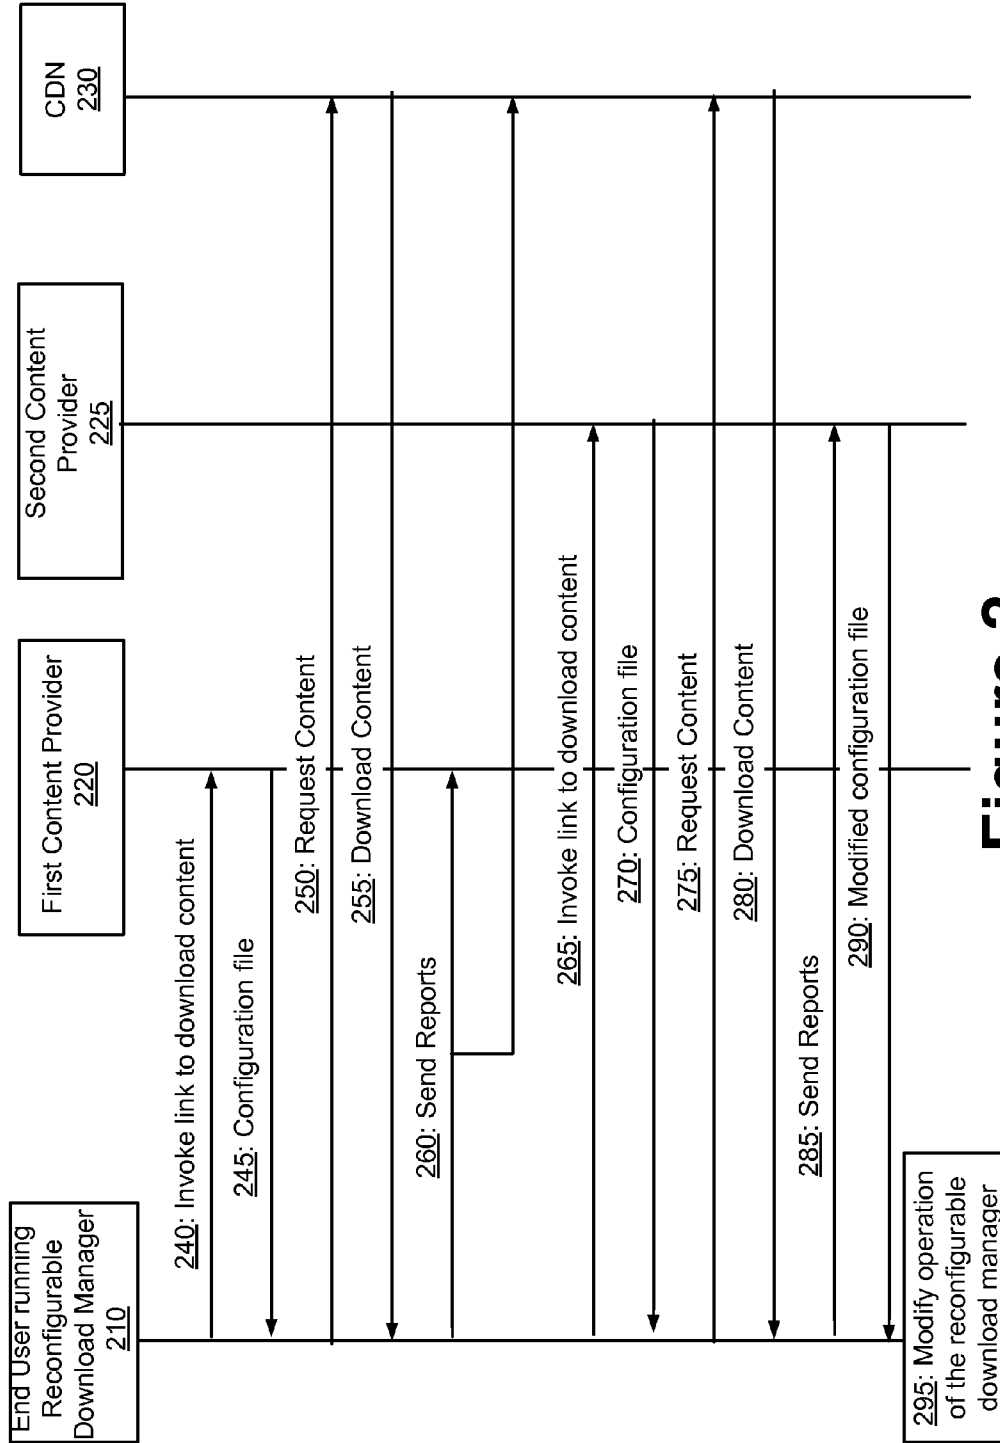 End User running
Reconfigurable
Download Manager
210
First Content Provider
220
Second Content
Provider
225
CDN
230
240: Invoke link to download content
245: Configuration file
250: Request Content
255: Download Content
260: Send Reports
265: Invoke link to download content
270: Configuration file
275: Request Content
280: Download Content
285: Send Reports
290: Modified configuration file
295: Modify operation
of the reconfigurable
download manager
Figure